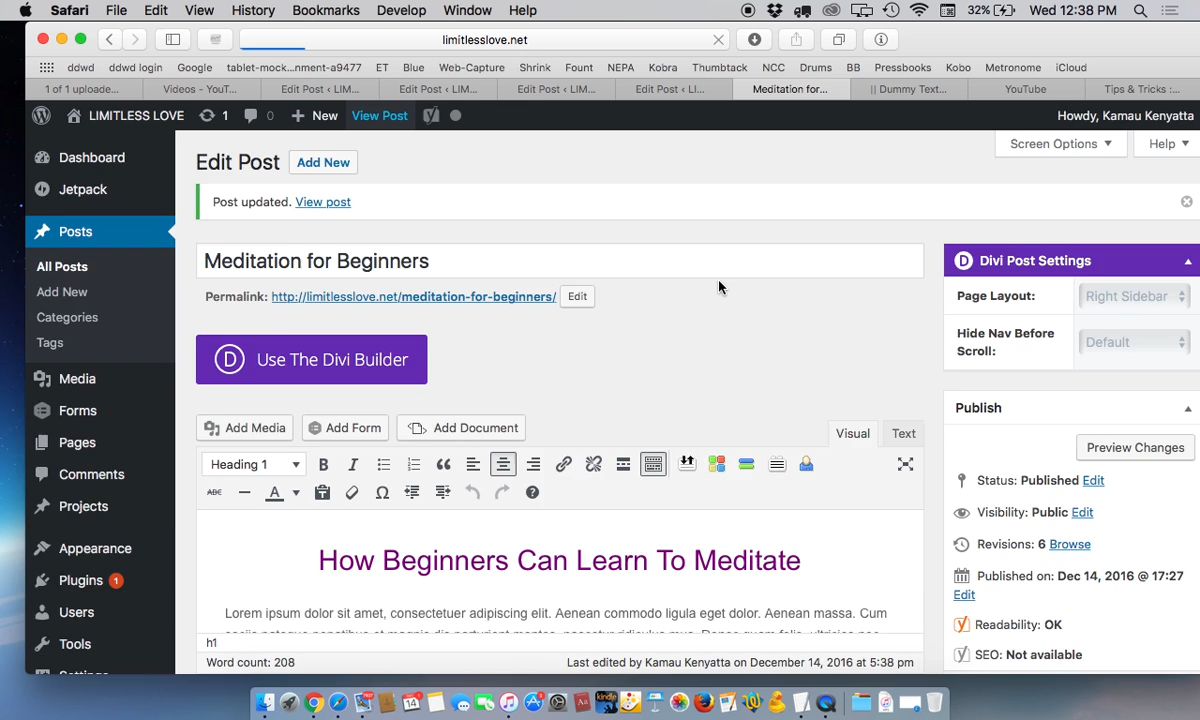 Safari File Edit View History Bookmarks Develop Window Help 32% Wed 12:38 PM
limitlesslove.net
ddwd ddwd login Google tablet-mock...nment-a9477 ET Blue Web-Capture Shrink Fount NEPA Kobra Thumbtack NCC Drums BB Pressbooks Kobo Metronome iCloud
1 of 1 uploade... Videos - YouT... Edit Post < LIM... Edit Post < LIM... Edit Post < LIM... Edit Post < LI... Meditation for... || Dummy Text... YouTube Tips & Tricks :...
LIMITLESS LOVE 1 0 + New View Post Howdy, Kamau Kenyatta
Screen Options Help
Dashboard
Jetpack
Posts
All Posts
Add New
Categories
Tags
Media
Forms
Pages
Comments
Projects
Appearance
Plugins 1
Users
Tools
Edit Post Add New
Post updated. View post
Meditation for Beginners
Permalink: http://limitlesslove.net/meditation-for-beginners/ Edit
D Use The Divi Builder
Add Media Add Form Add Document Visual Text
Heading 1 B I
ABC A
How Beginners Can Learn To Meditate
Lorem ipsum dolor sit amet, consectetuer adipiscing elit. Aenean commodo ligula eget dolor. Aenean massa. Cum
h1
Word count: 208 Last edited by Kamau Kenyatta on December 14, 2016 at 5:38 pm
D Divi Post Settings
Page Layout: Right Sidebar
Hide Nav Before
Scroll: Default
Publish
Preview Changes
Status: Published Edit
Visibility: Public Edit
Revisions: 6 Browse
Published on: Dec 14, 2016 @ 17:27
Edit
Readability: OK
SEO: Not available
14
kindle